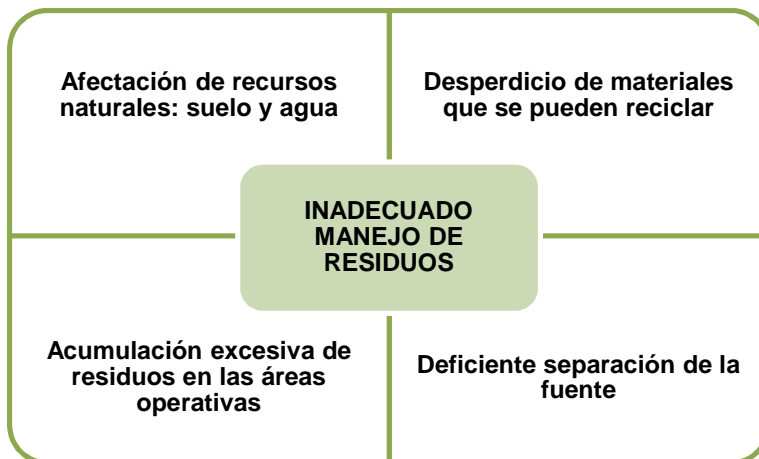 Afectación de recursos
naturales: suelo y agua
Desperdicio de materiales
que se pueden reciclar
INADECUADO
MANEJO DE
RESIDUOS
Acumulación excesiva de
residuos en las áreas
operativas
Deficiente separación de la
fuente